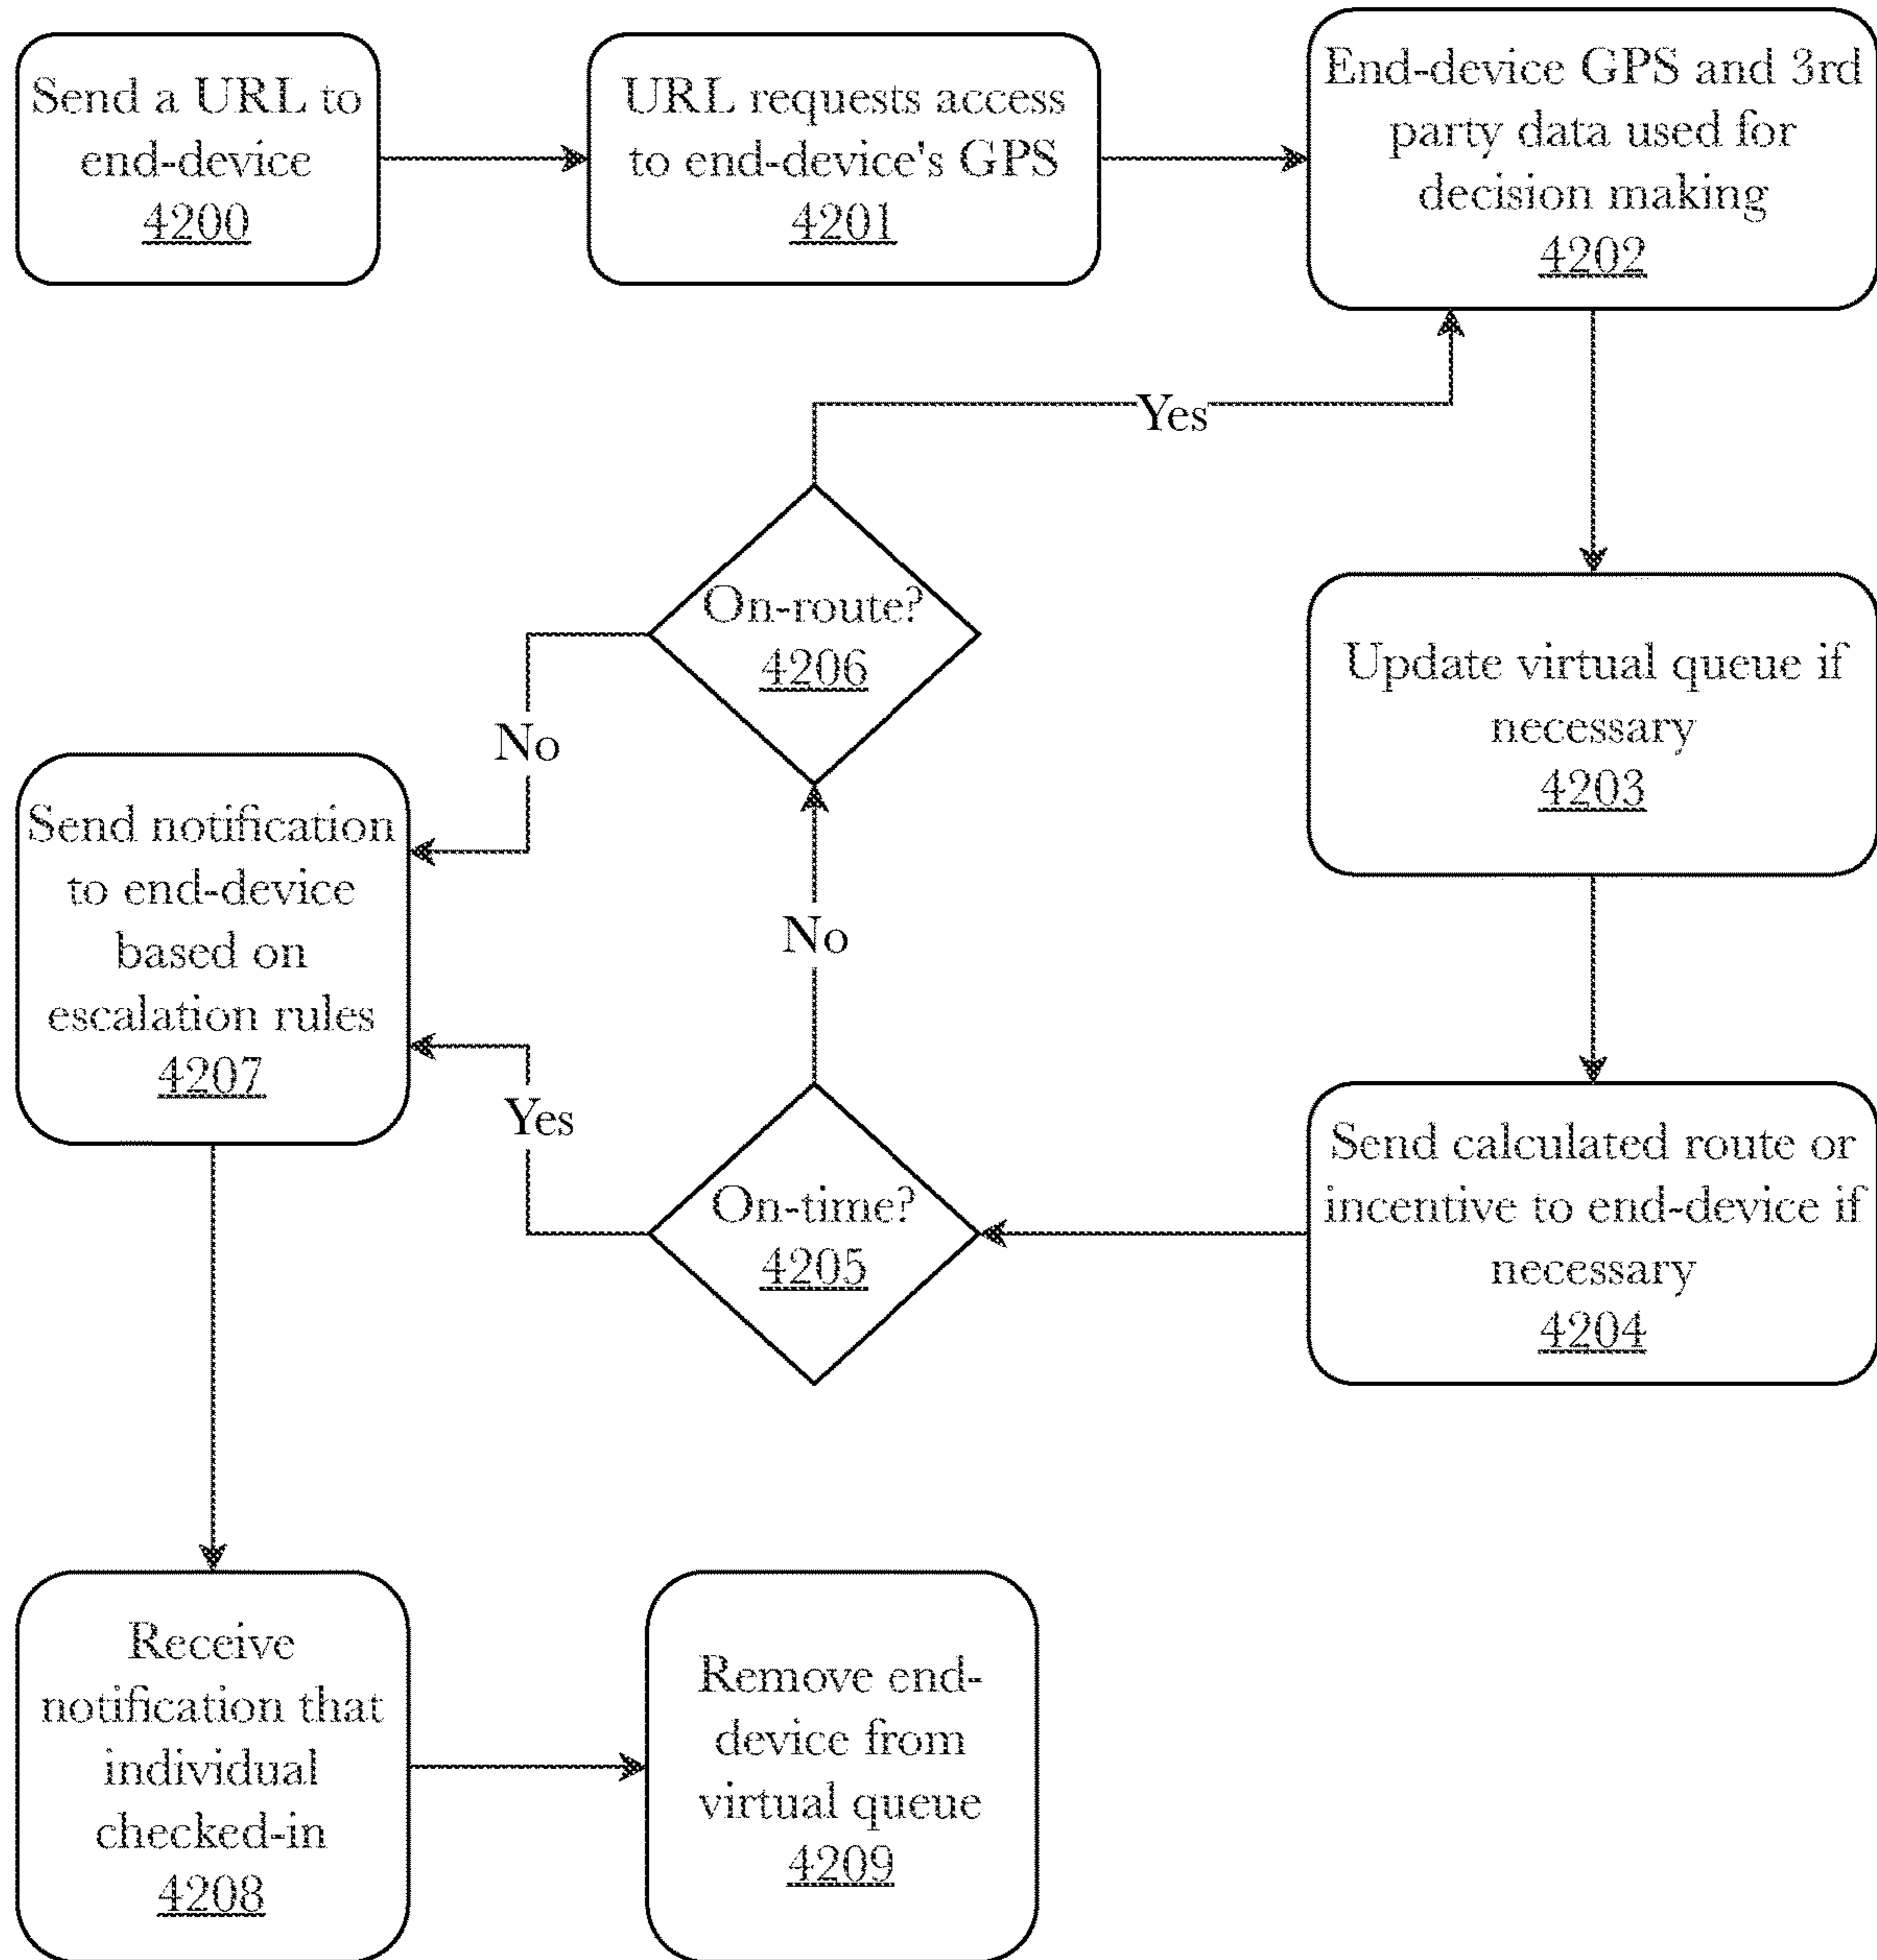 Send a URL to
end-device
4200
URL requests access
to end-device's GPS
4201
End-device GPS and 3rd
party data used for
decision making
4202
Yes
On-route?
4206
No
Update virtual queue if
necessary
4203
Send notification
to end-device
based on
escalation rules
4207
No
Yes
On-time?
4205
Send calculated route or
incentive to end-device if
necessary
4204
Receive
notification that
individual
checked-in
4208
Remove end-
device from
virtual queue
4209